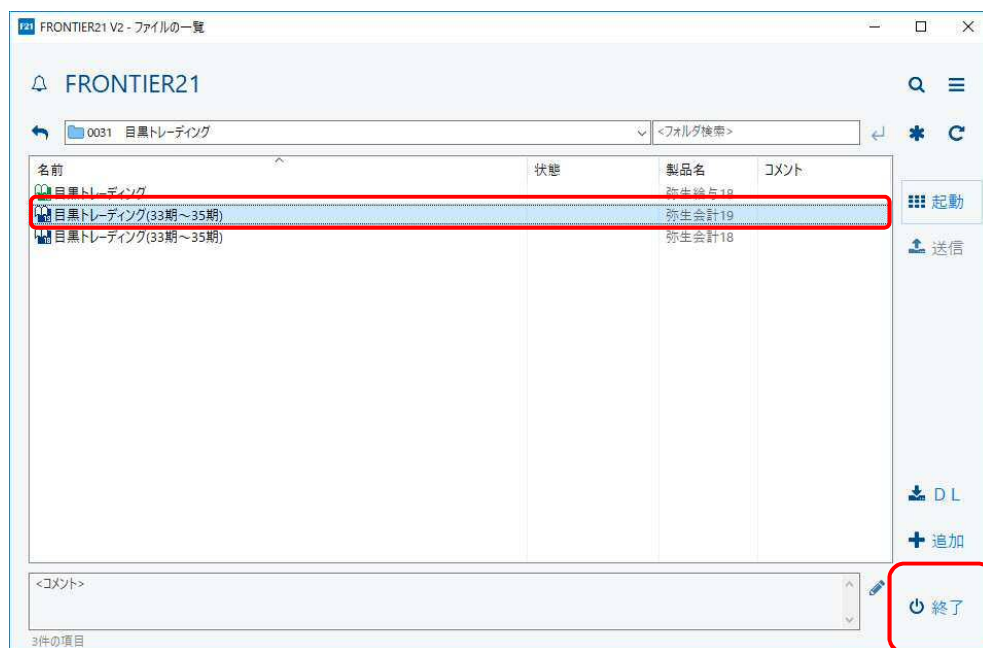 FRONTIER21 V2 - ファイルの一覧
FRONTIER21
0031 目黒トレーディング
<フォルダ検索>
名前 状態 製品名 コメント
目黒トレーディング 弥生給与18
目黒トレーディング(33期～35期) 弥生会計19
目黒トレーディング(33期～35期) 弥生会計18
起動
送信
ＤＬ
追加
<コメント>
終了
3件の項目